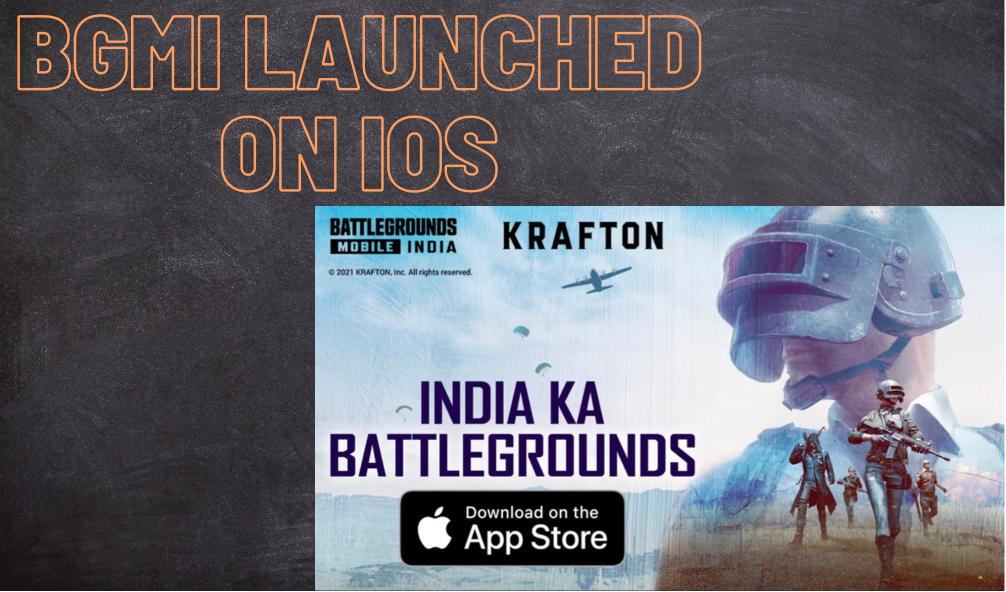 BGMI LAUNCHED
ON IOS
BATTLEGROUNDS
MOBILE INDIA
KRAFTON
© 2021 KRAFTON, Inc. All rights reserved.
INDIA KA
BATTLEGROUNDS
Download on the
App Store